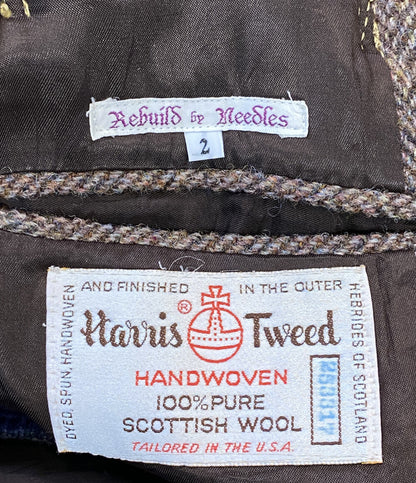 Rebuild by Needles
2
DYED, SPUN, HANDWOVEN
AND FINISHED IN THE OUTER
HEBRIDES OF SCOTLAND
Harris ® Tweed
HANDWOVEN
100% PURE
SCOTTISH WOOL
TAILORED IN THE U.S.A.